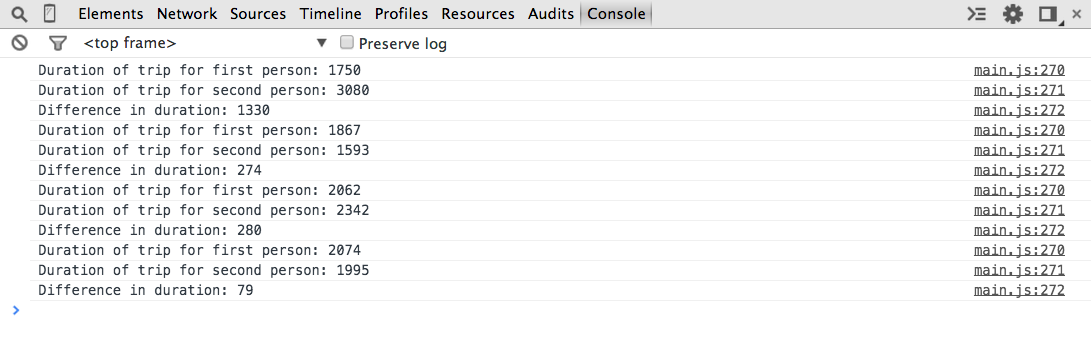 Elements Network Sources Timeline Profiles Resources Audits Console
<top frame> Preserve log
Duration of trip for first person: 1750 main.js:270
Duration of trip for second person: 3080 main.js:271
Difference in duration: 1330 main.js:272
Duration of trip for first person: 1867 main.js:270
Duration of trip for second person: 1593 main.js:271
Difference in duration: 274 main.js:272
Duration of trip for first person: 2062 main.js:270
Duration of trip for second person: 2342 main.js:271
Difference in duration: 280 main.js:272
Duration of trip for first person: 2074 main.js:270
Duration of trip for second person: 1995 main.js:271
Difference in duration: 79 main.js:272